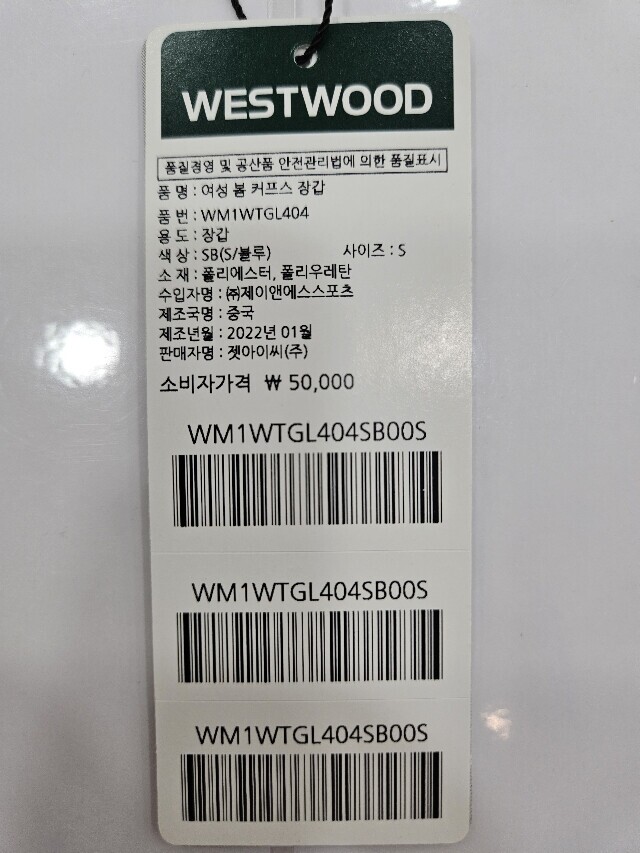 WESTWOOD
품질경영 및 공산품 안전관리법에 의한 품질표시
품 명 : 여성 봄 커프스 장갑
품 번 : WM1WTGL404
용 도 : 장갑
색 상 : SB(S/블루) 사이즈 : S
소 재 : 폴리에스터, 폴리우레탄
수입자명 : ㈜제이앤에스스포츠
제조국명 : 중국
제조년월 : 2022년 01월
판매자명 : 젯아이씨(주)
소비자가격 ₩ 50,000
WM1WTGL404SB00S
WM1WTGL404SB00S
WM1WTGL404SB00S